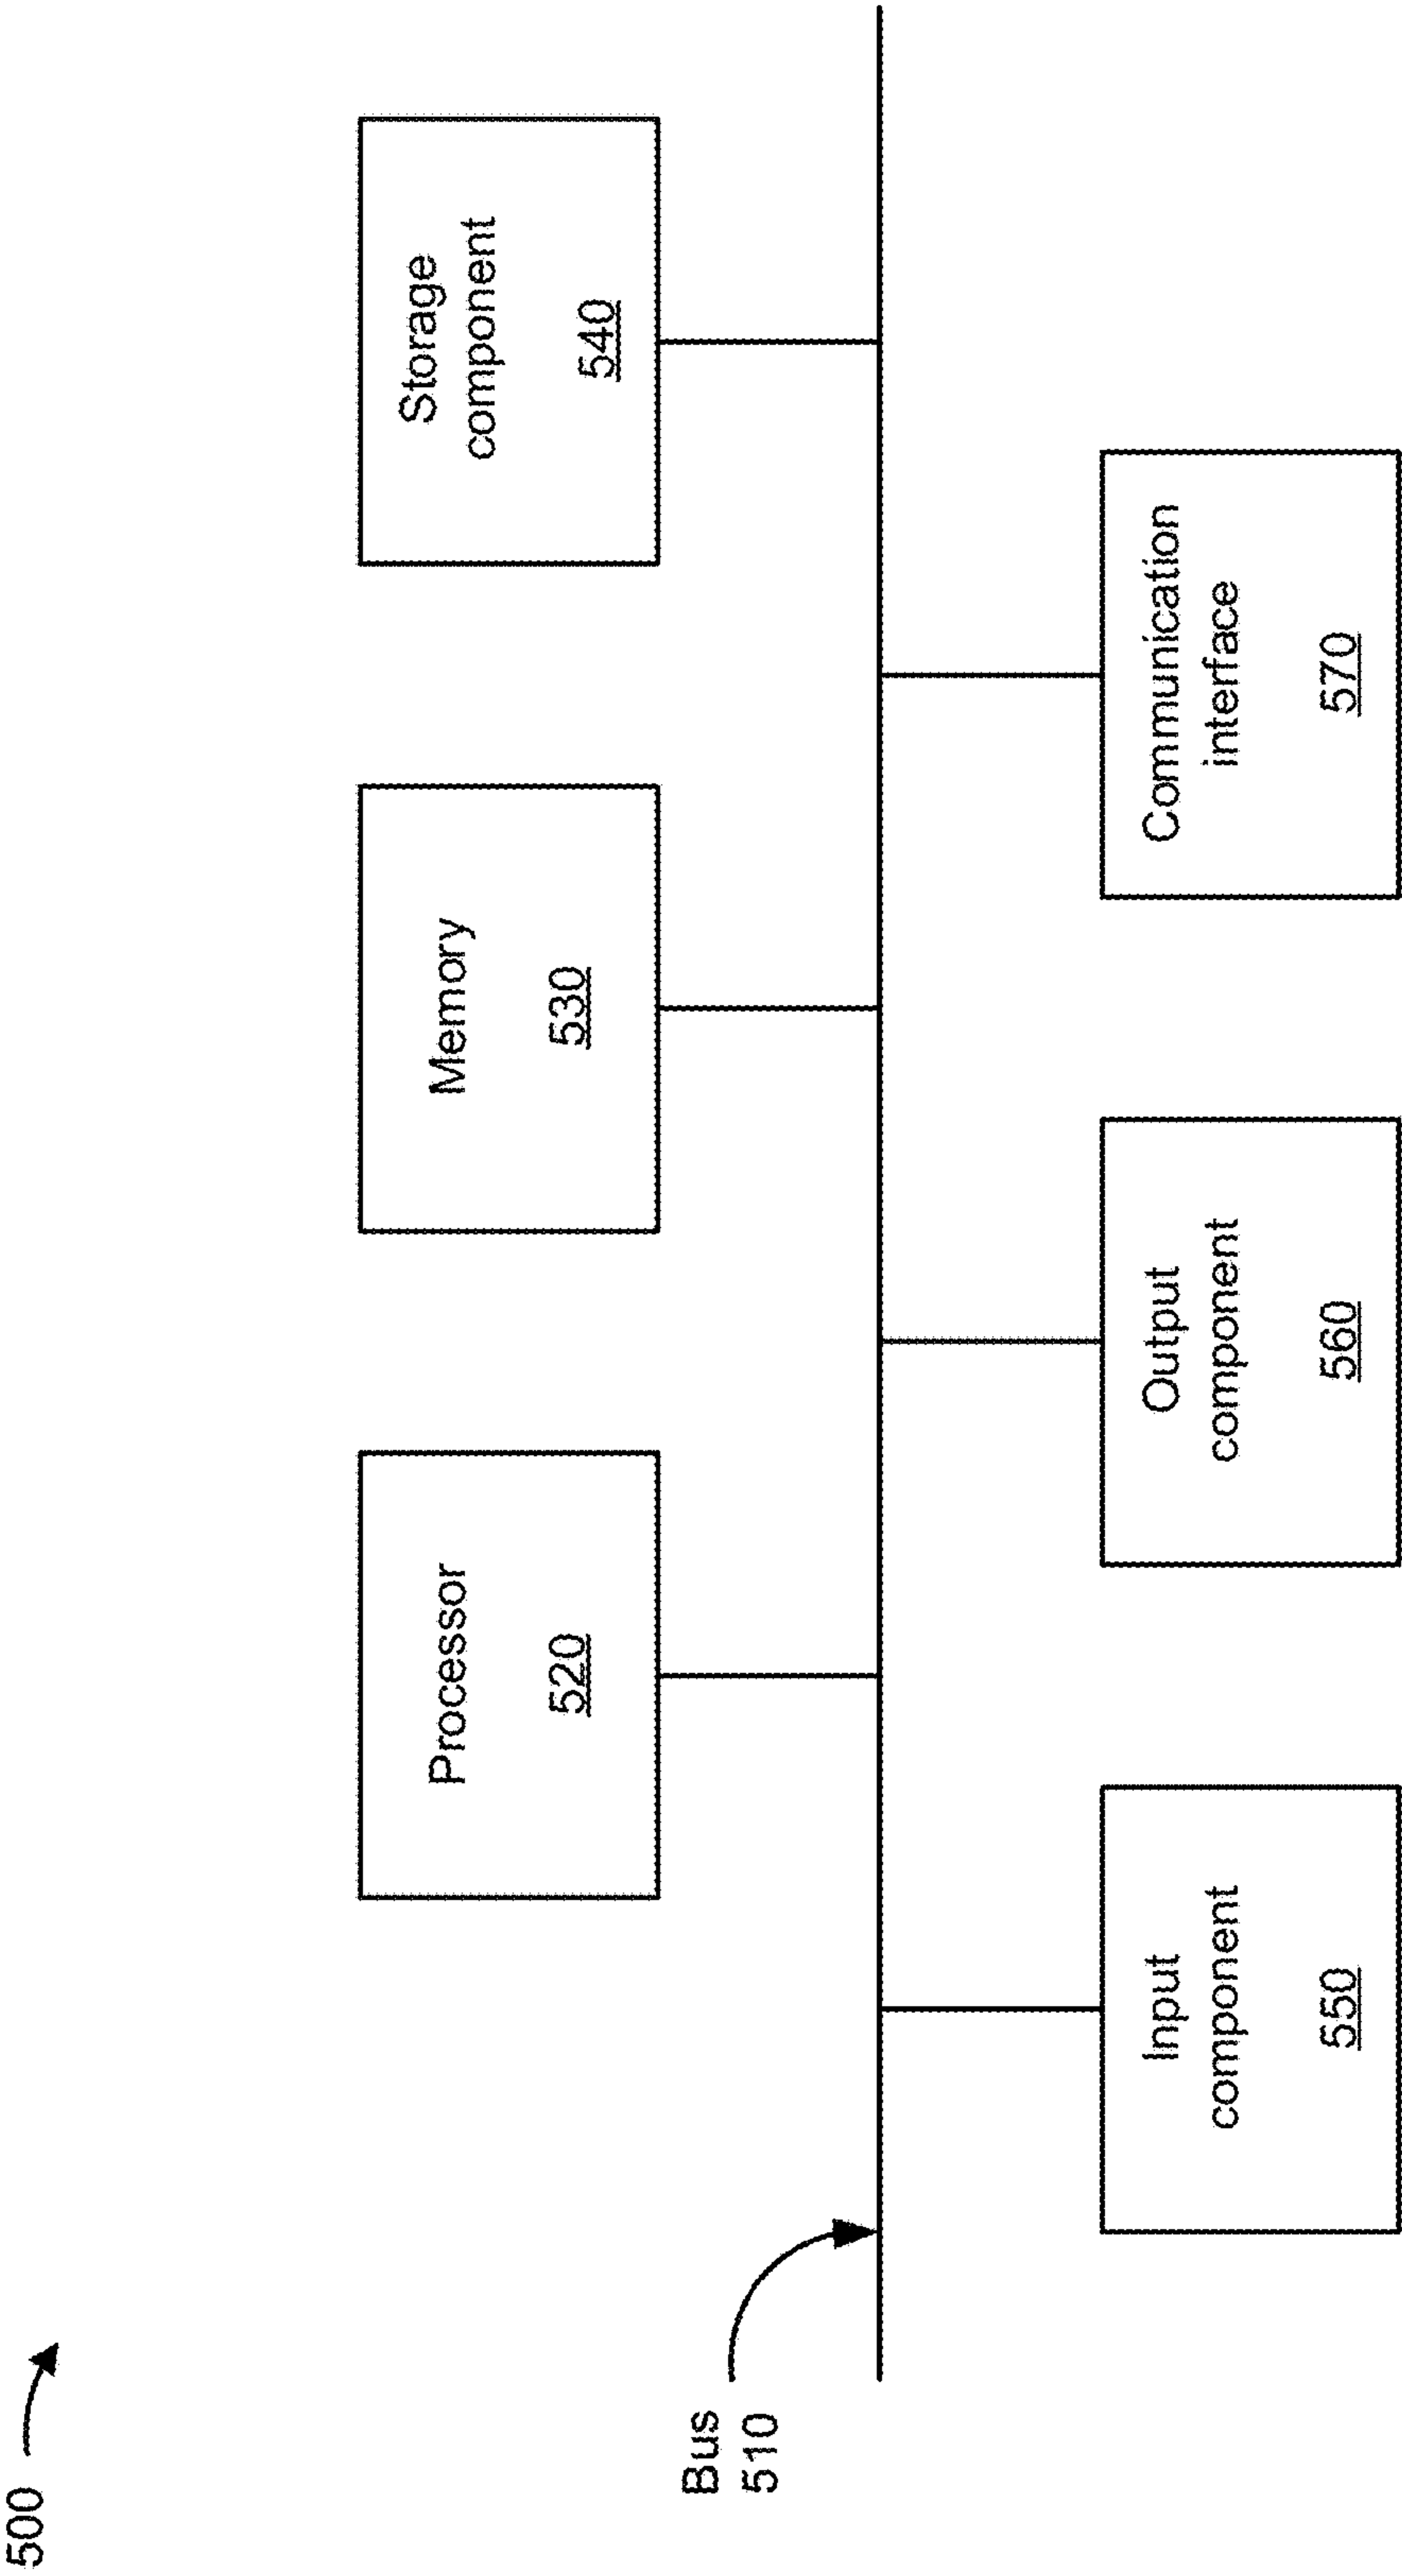 500
Bus
510
Processor
520
Memory
530
Storage
component
540
Input
component
550
Output
component
560
Communication
interface
570